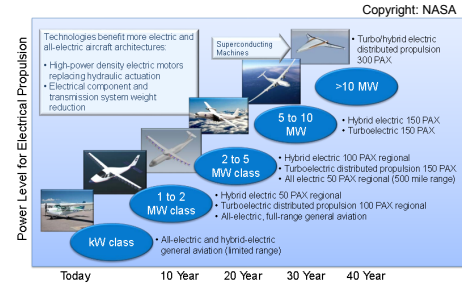 Copyright: NASA
Technologies benefit more electric and
all-electric aircraft architectures:
• High-power density electric motors
replacing hydraulic actuation
• Electrical component and
transmission system weight
reduction
Superconducting
Machines
• Turbo/hybrid electric
distributed propulsion
300 PAX
>10 MW
5 to 10
MW
• Hybrid electric 150 PAX
• Turboelectric 150 PAX
2 to 5
MW class
• Hybrid electric 100 PAX regional
• Turboelectric distributed propulsion 150 PAX
• All electric 50 PAX regional (500 mile range)
1 to 2
MW class
• Hybrid electric 50 PAX regional
• Turboelectric distributed propulsion 100 PAX regional
• All-electric, full-range general aviation
kW class
• All-electric and hybrid-electric
general aviation (limited range)
Power Level for Electrical Propulsion
Today 10 Year 20 Year 30 Year 40 Year